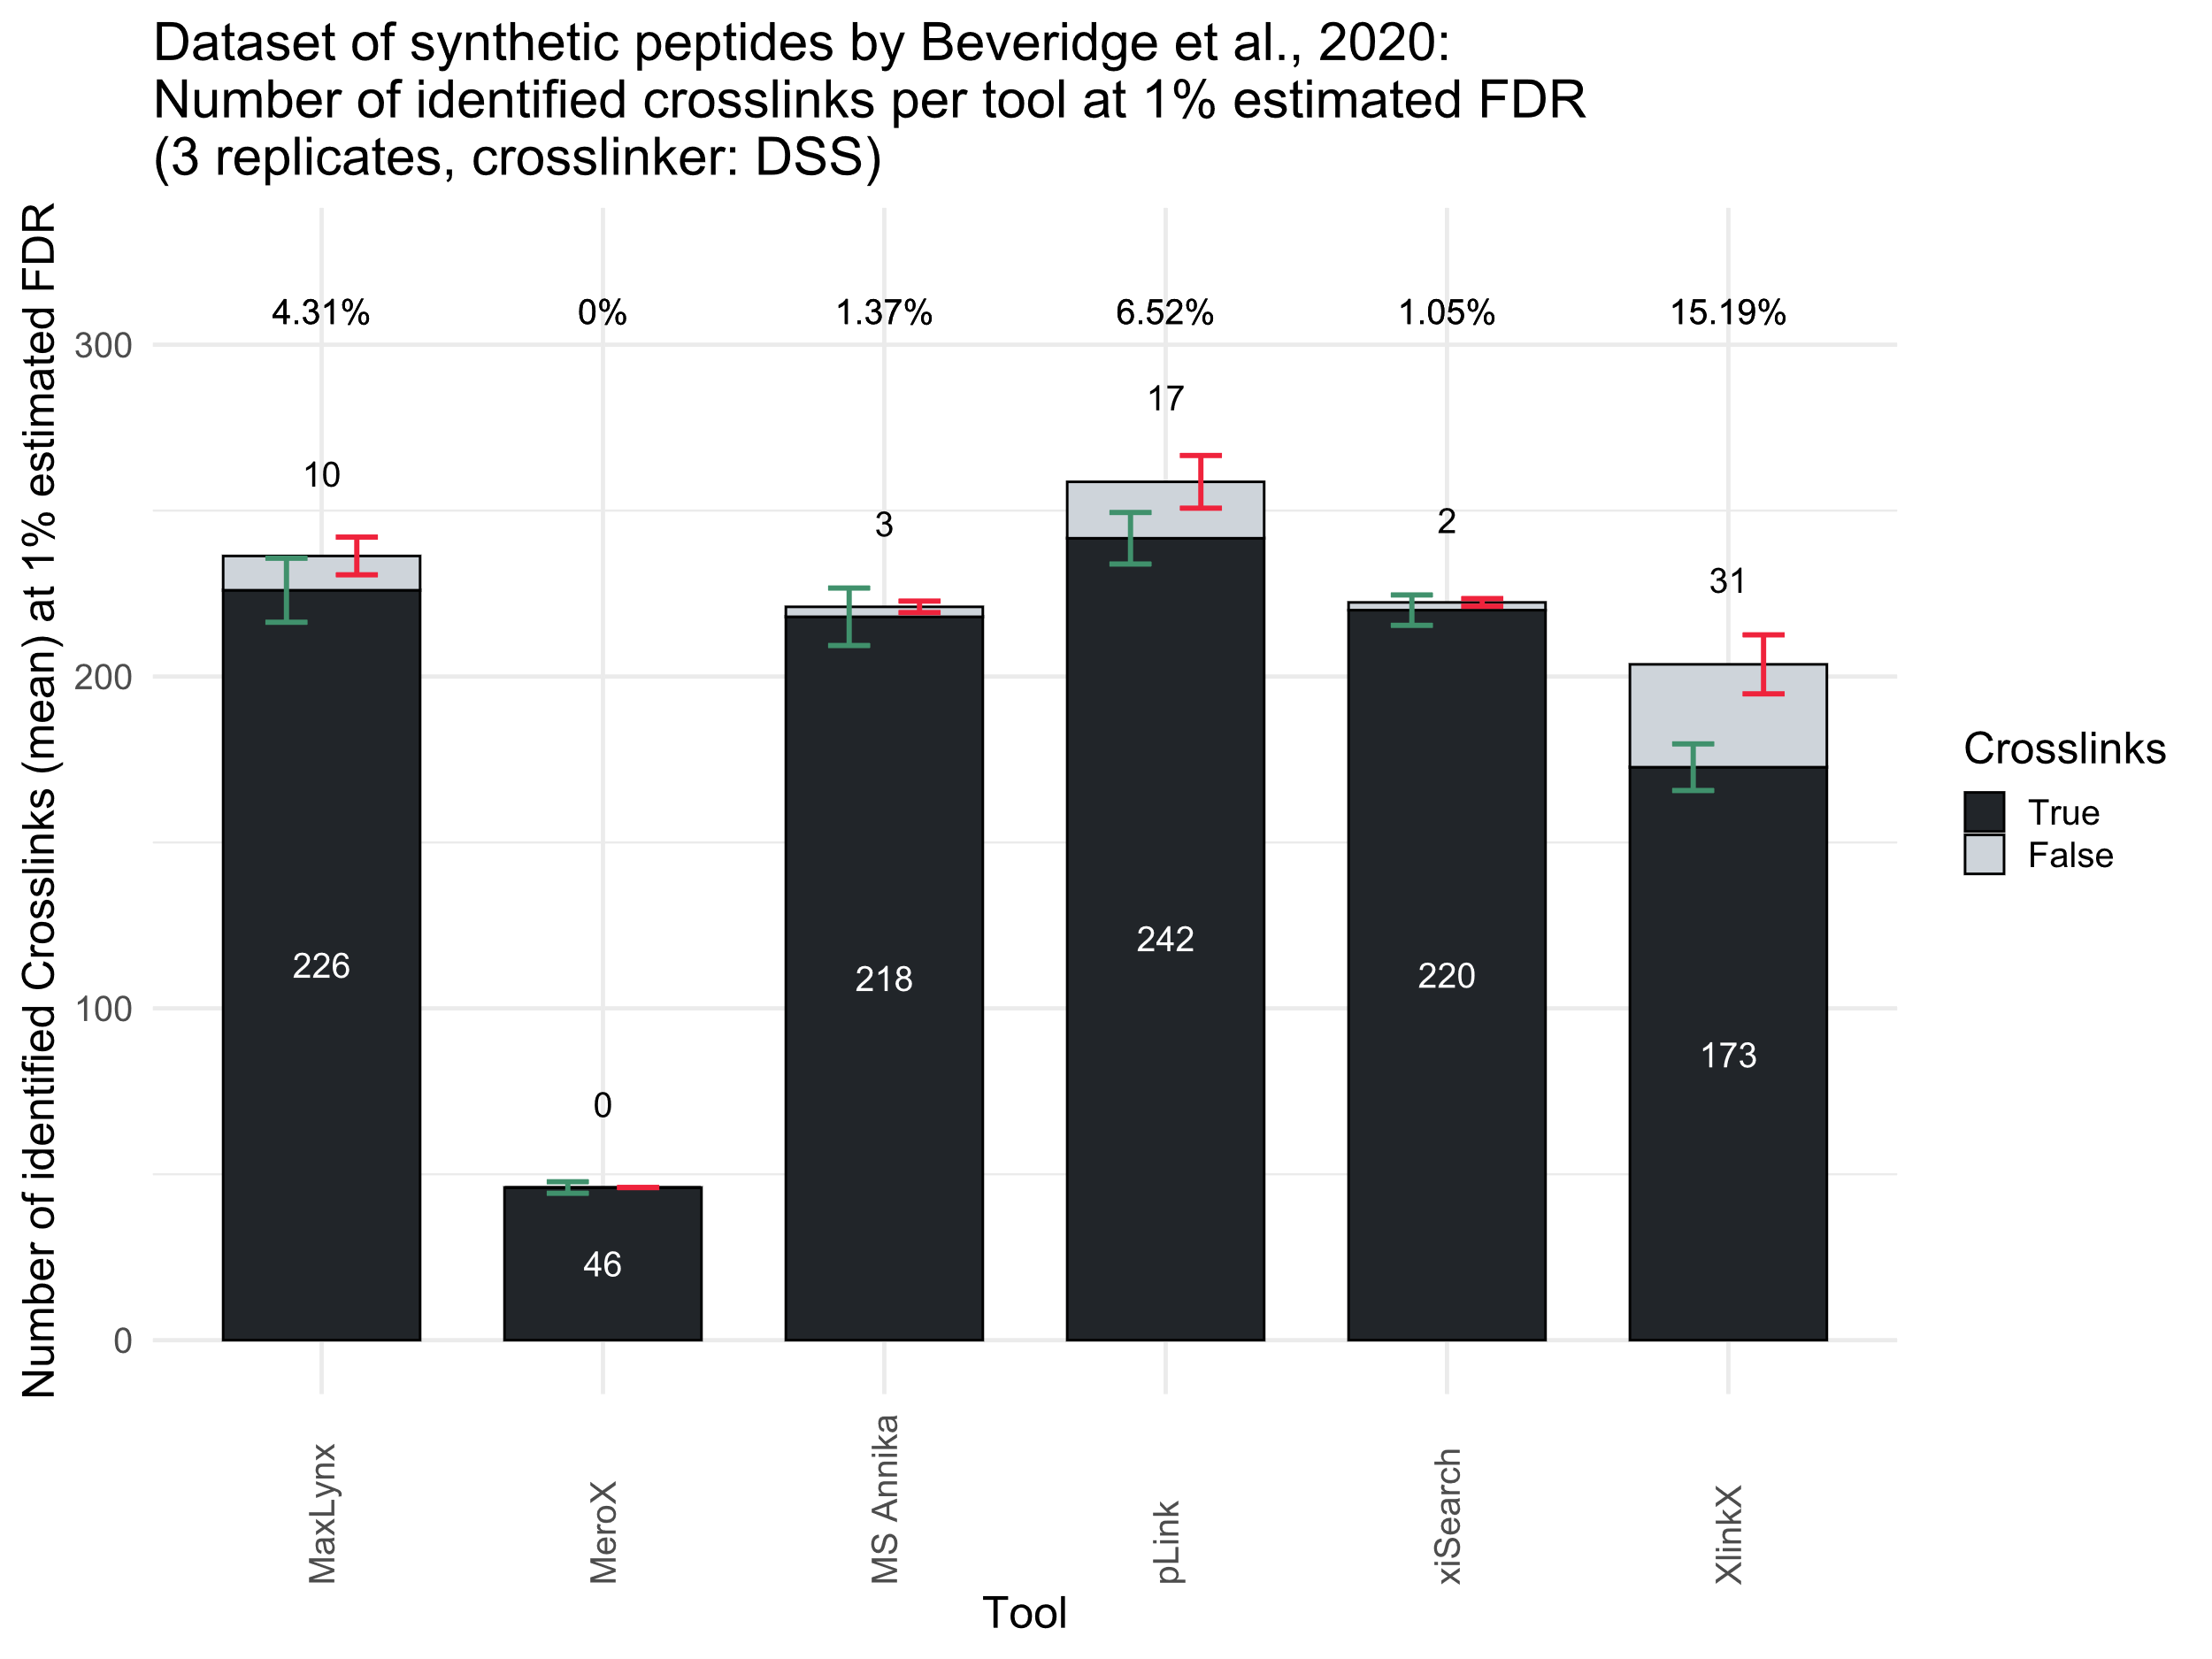 Dataset of synthetic peptides by Beveridge et al., 2020:
Number of identified crosslinks per tool at 1% estimated FDR
(3 replicates, crosslinker: DSS)
Number of identified Crosslinks (mean) at 1% estimated FDR
300
200
100
0
4.31%
0%
1.37%
6.52%
1.05%
15.19%
10
0
3
17
2
31
226
46
218
242
220
173
MaxLynx
MeroX
MS Annika
pLink
xiSearch
XlinkX
Tool
Crosslinks
True
False